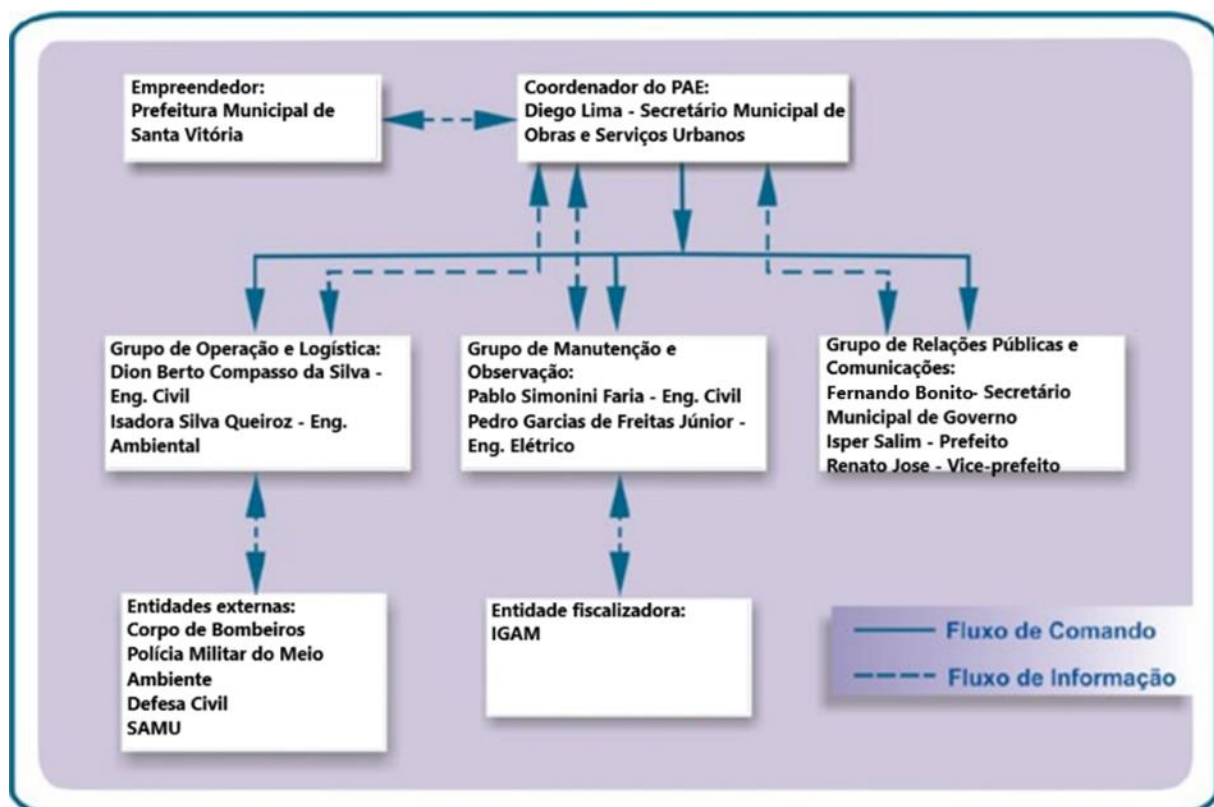 Empreendedor:
Prefeitura Municipal de
Santa Vitória
Coordenador do PAE:
Diego Lima - Secretário Municipal de
Obras e Serviços Urbanos
Grupo de Operação e Logística:
Dion Berto Compasso da Silva -
Eng. Civil
Isadora Silva Queiroz - Eng.
Ambiental
Grupo de Manutenção e
Observação:
Pablo Simonini Faria - Eng. Civil
Pedro Garcias de Freitas Júnior -
Eng. Elétrico
Grupo de Relações Públicas e
Comunicações:
Fernando Bonito- Secretário
Municipal de Governo
Isper Salim - Prefeito
Renato Jose - Vice-prefeito
Entidades externas:
Corpo de Bombeiros
Polícia Militar do Meio
Ambiente
Defesa Civil
SAMU
Entidade fiscalizadora:
IGAM
Fluxo de Comando
Fluxo de Informação